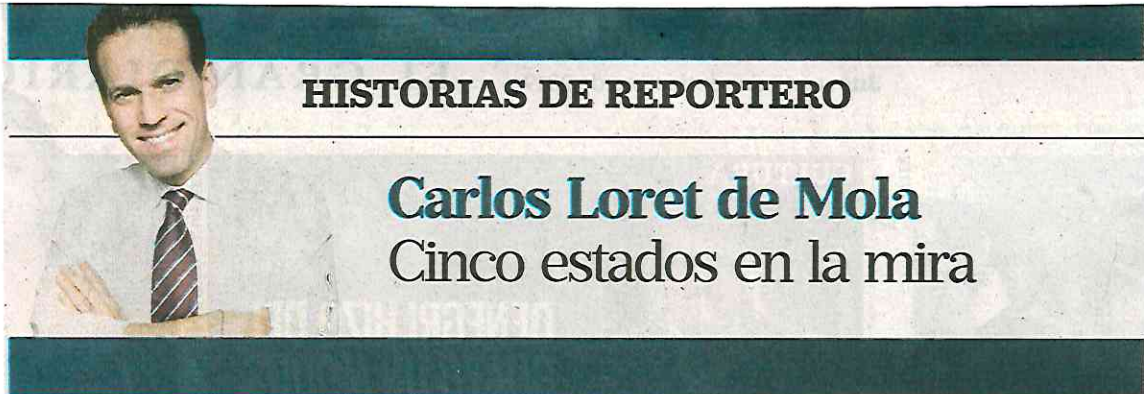 HISTORIAS DE REPORTERO
Carlos Loret de Mola
Cinco estados en la mira